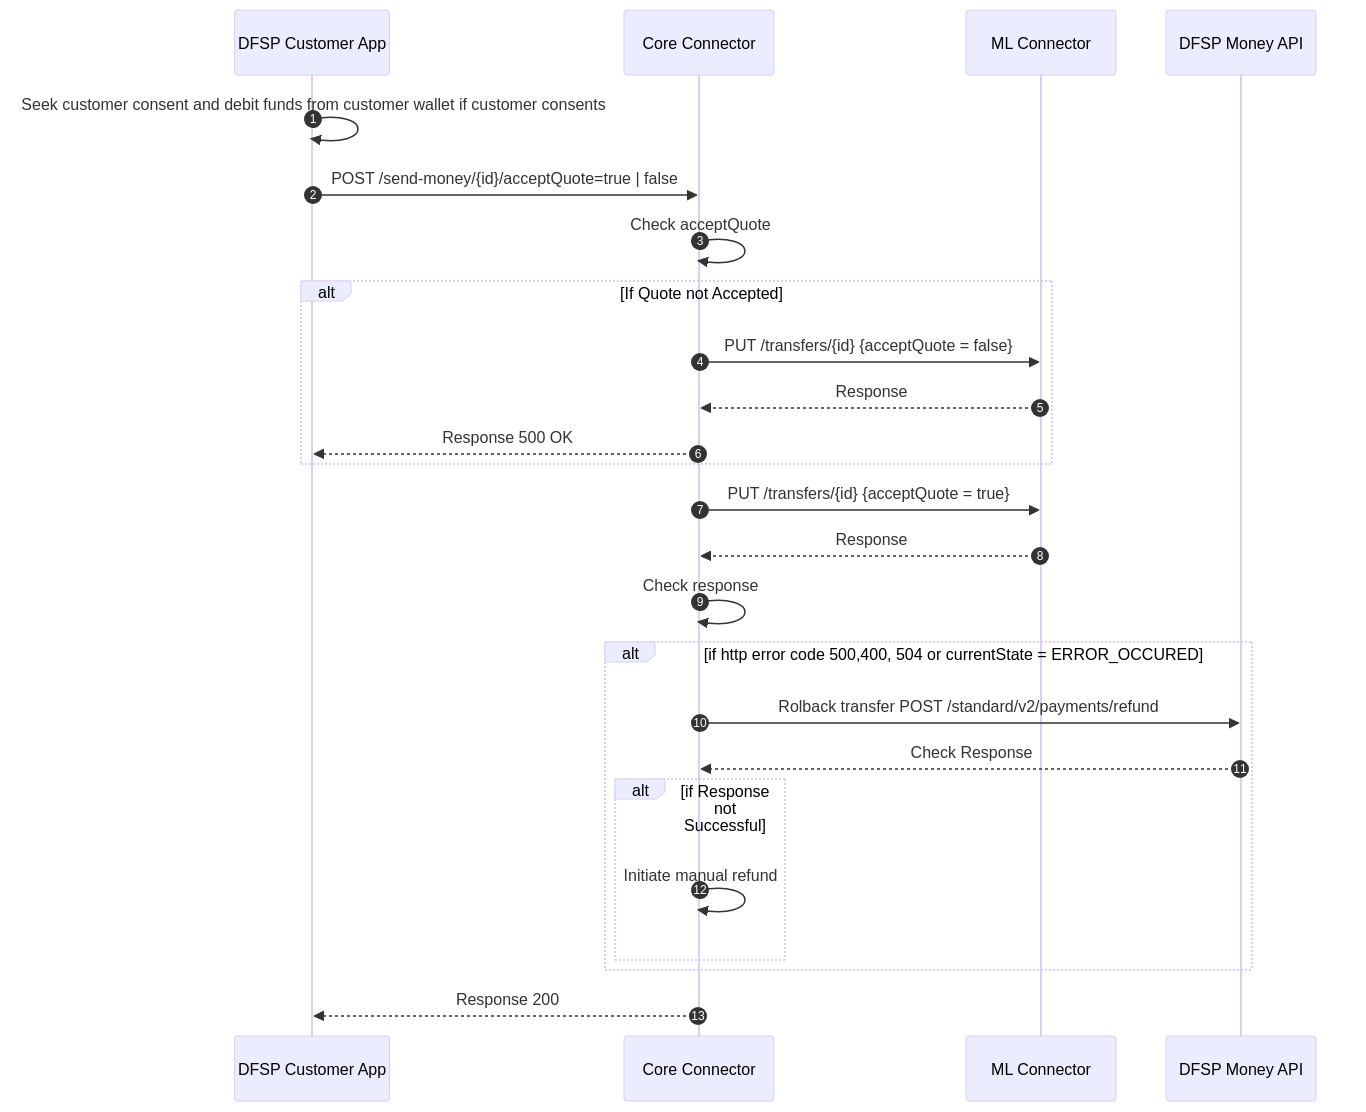 DFSP Customer App
Core Connector
ML Connector
DFSP Money API
Seek customer consent and debit funds from customer wallet if customer consents
1
POST /send-money/{id}/acceptQuote=true | false
2
Check acceptQuote
3
alt
[If Quote not Accepted]
PUT /transfers/{id} {acceptQuote = false}
4
Response
5
Response 500 OK
6
PUT /transfers/{id} {acceptQuote = true}
7
Response
8
Check response
9
alt
[if http error code 500,400, 504 or currentState = ERROR_OCCURED]
Rolback transfer POST /standard/v2/payments/refund
10
Check Response
11
alt
[if Response
not
Successful]
Initiate manual refund
12
Response 200
13
DFSP Customer App
Core Connector
ML Connector
DFSP Money API